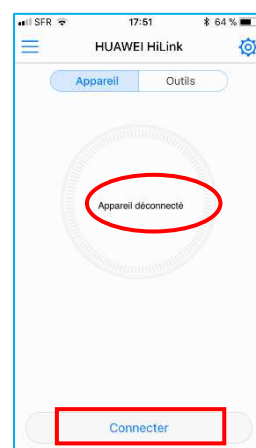 SFR 17:51 64 %
HUAWEI HiLink
Appareil Outils
Appareil déconnecté
Connecter